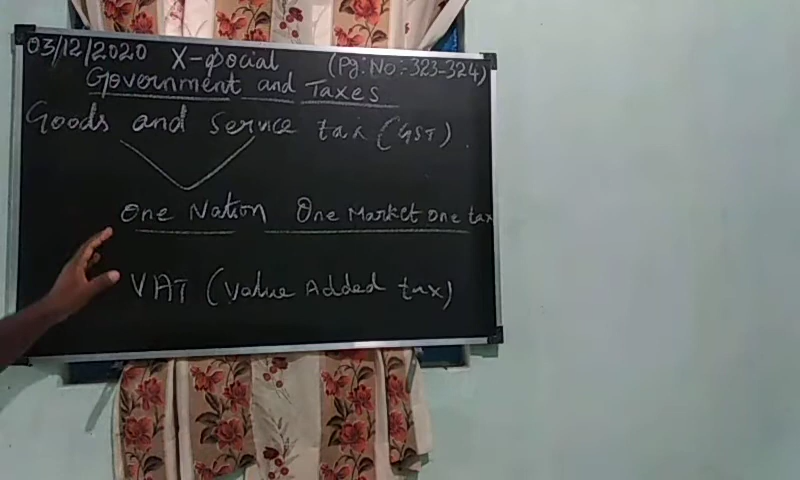 03/12/2020 X-social (Pg:No:-323-324)
Government and Taxes
Goods and Service tax (GST)
One Nation One Market one tax
VAT (Value Added tax)